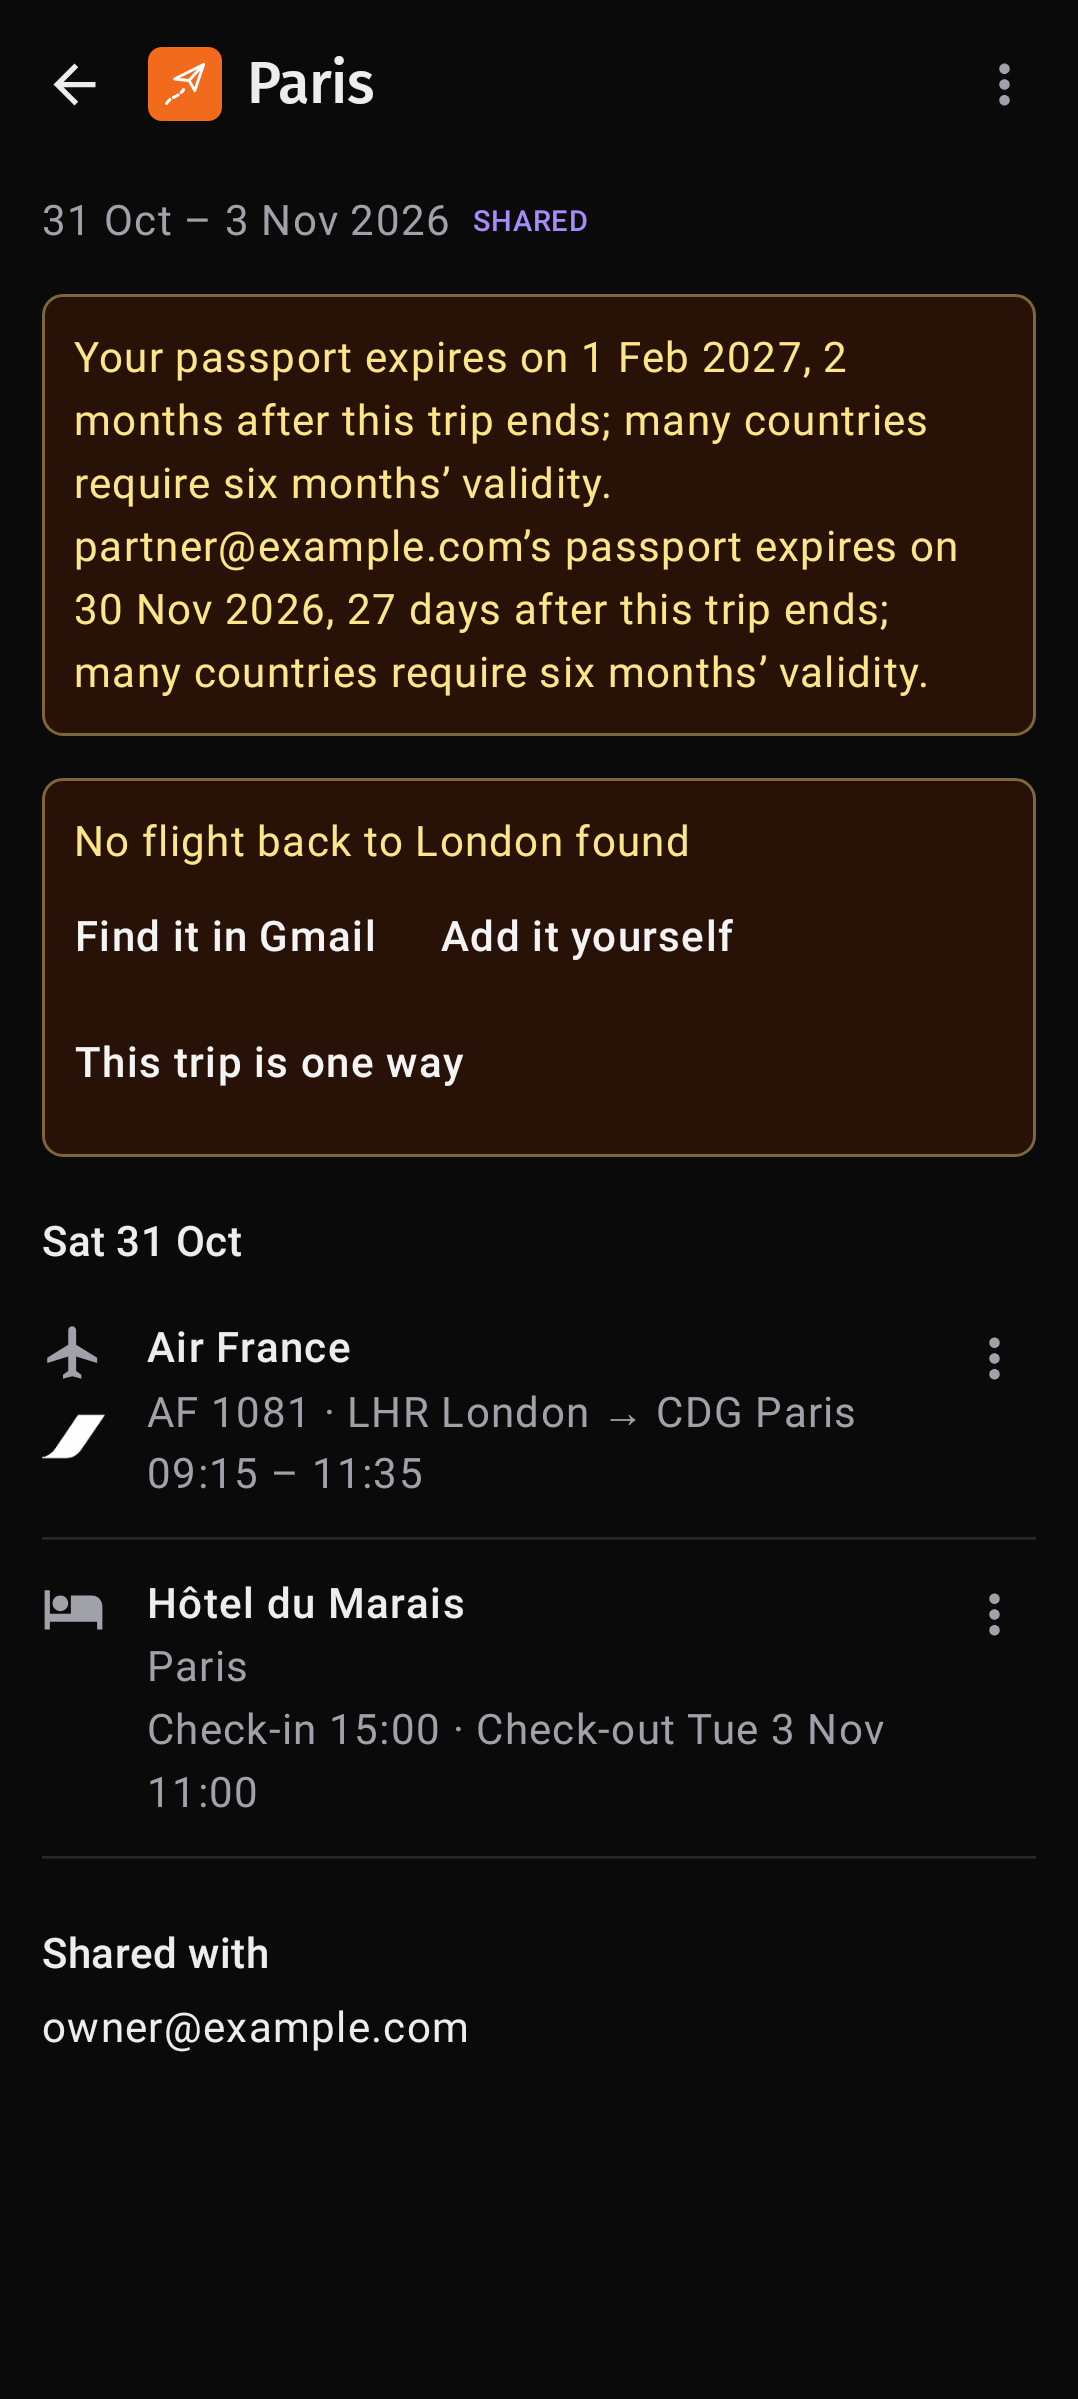 Paris
31 Oct – 3 Nov 2026 SHARED
Your passport expires on 1 Feb 2027, 2
months after this trip ends; many countries
require six months’ validity.
partner@example.com’s passport expires on
30 Nov 2026, 27 days after this trip ends;
many countries require six months’ validity.
No flight back to London found
Find it in Gmail Add it yourself
This trip is one way
Sat 31 Oct
Air France
AF 1081 · LHR London → CDG Paris
09:15 – 11:35
Hôtel du Marais
Paris
Check-in 15:00 · Check-out Tue 3 Nov
11:00
Shared with
owner@example.com